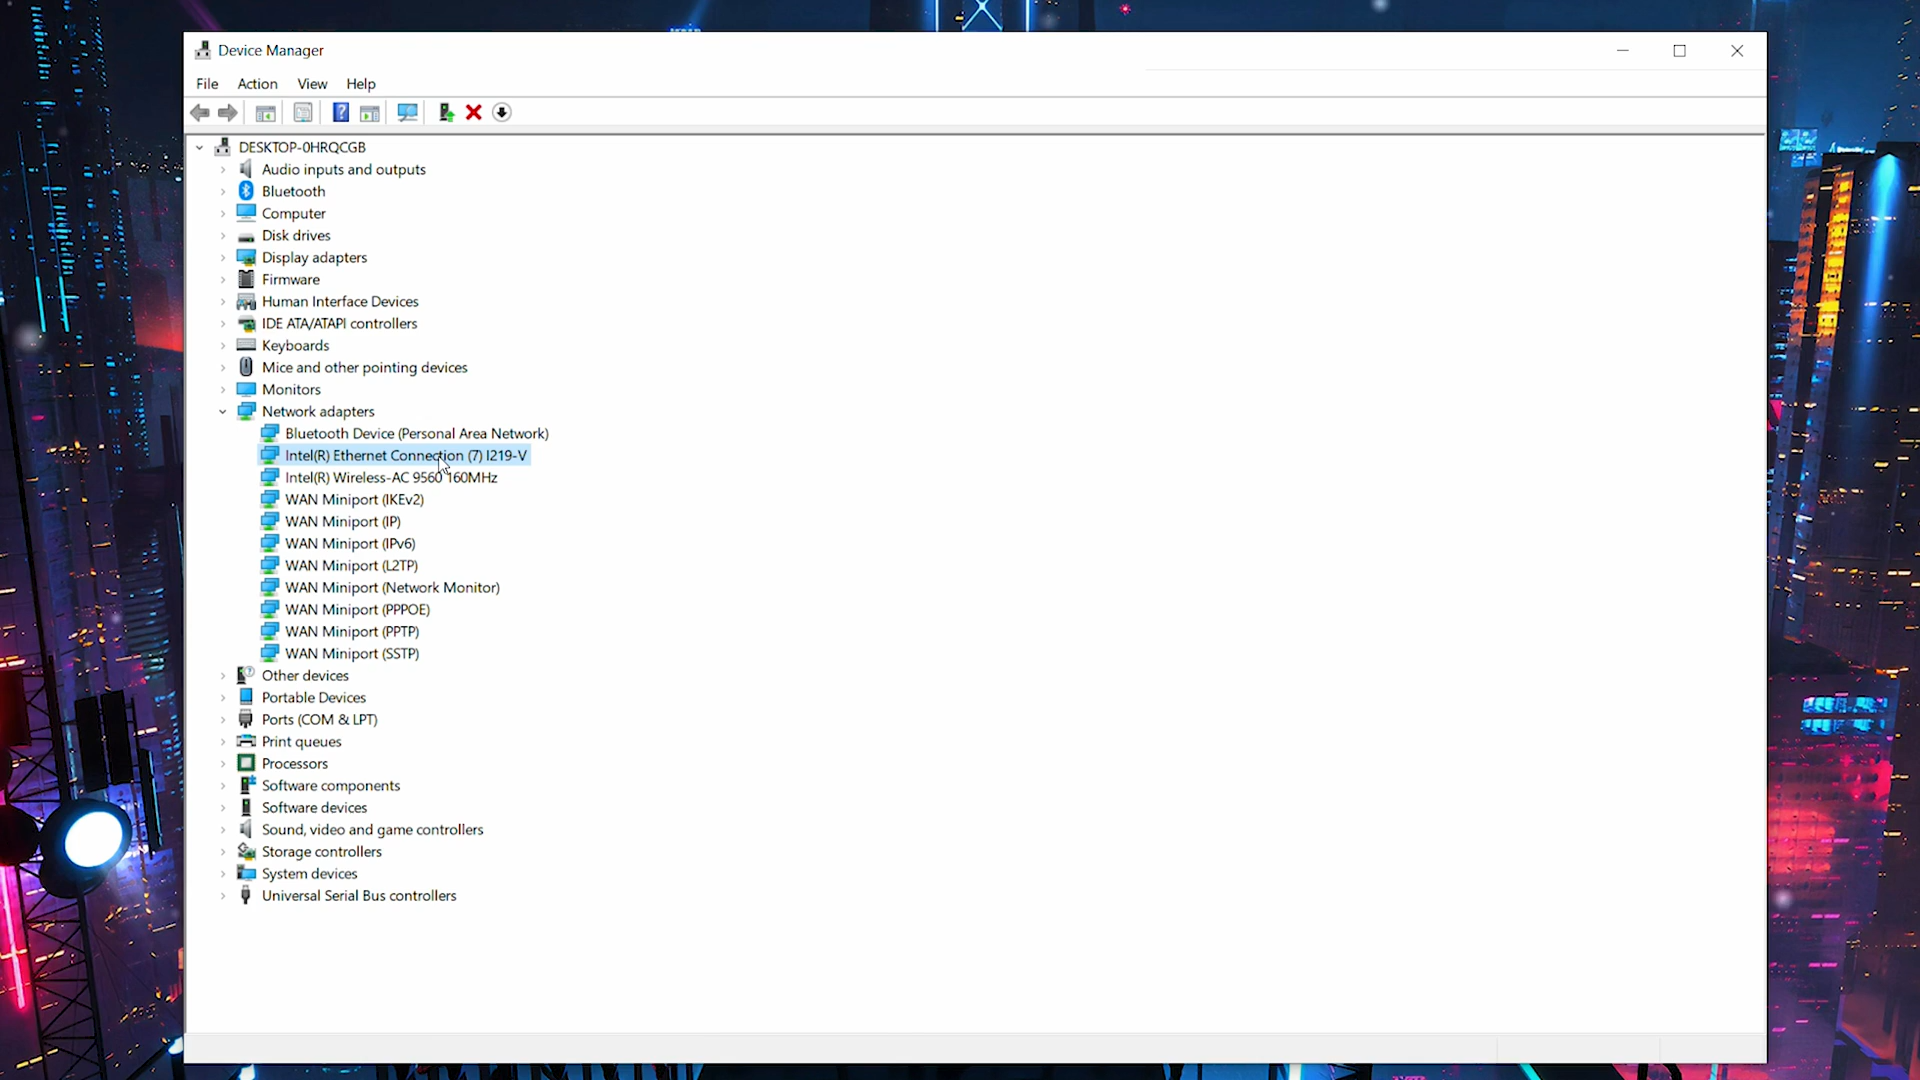 Device Manager
File Action View Help
DESKTOP-0HRQCGB
Audio inputs and outputs
Bluetooth
Computer
Disk drives
Display adapters
Firmware
Human Interface Devices
IDE ATA/ATAPI controllers
Keyboards
Mice and other pointing devices
Monitors
Network adapters
Bluetooth Device (Personal Area Network)
Intel(R) Ethernet Connection (7) I219-V
Intel(R) Wireless-AC 9560 160MHz
WAN Miniport (IKEv2)
WAN Miniport (IP)
WAN Miniport (IPv6)
WAN Miniport (L2TP)
WAN Miniport (Network Monitor)
WAN Miniport (PPPOE)
WAN Miniport (PPTP)
WAN Miniport (SSTP)
Other devices
Portable Devices
Ports (COM & LPT)
Print queues
Processors
Software components
Software devices
Sound, video and game controllers
Storage controllers
System devices
Universal Serial Bus controllers